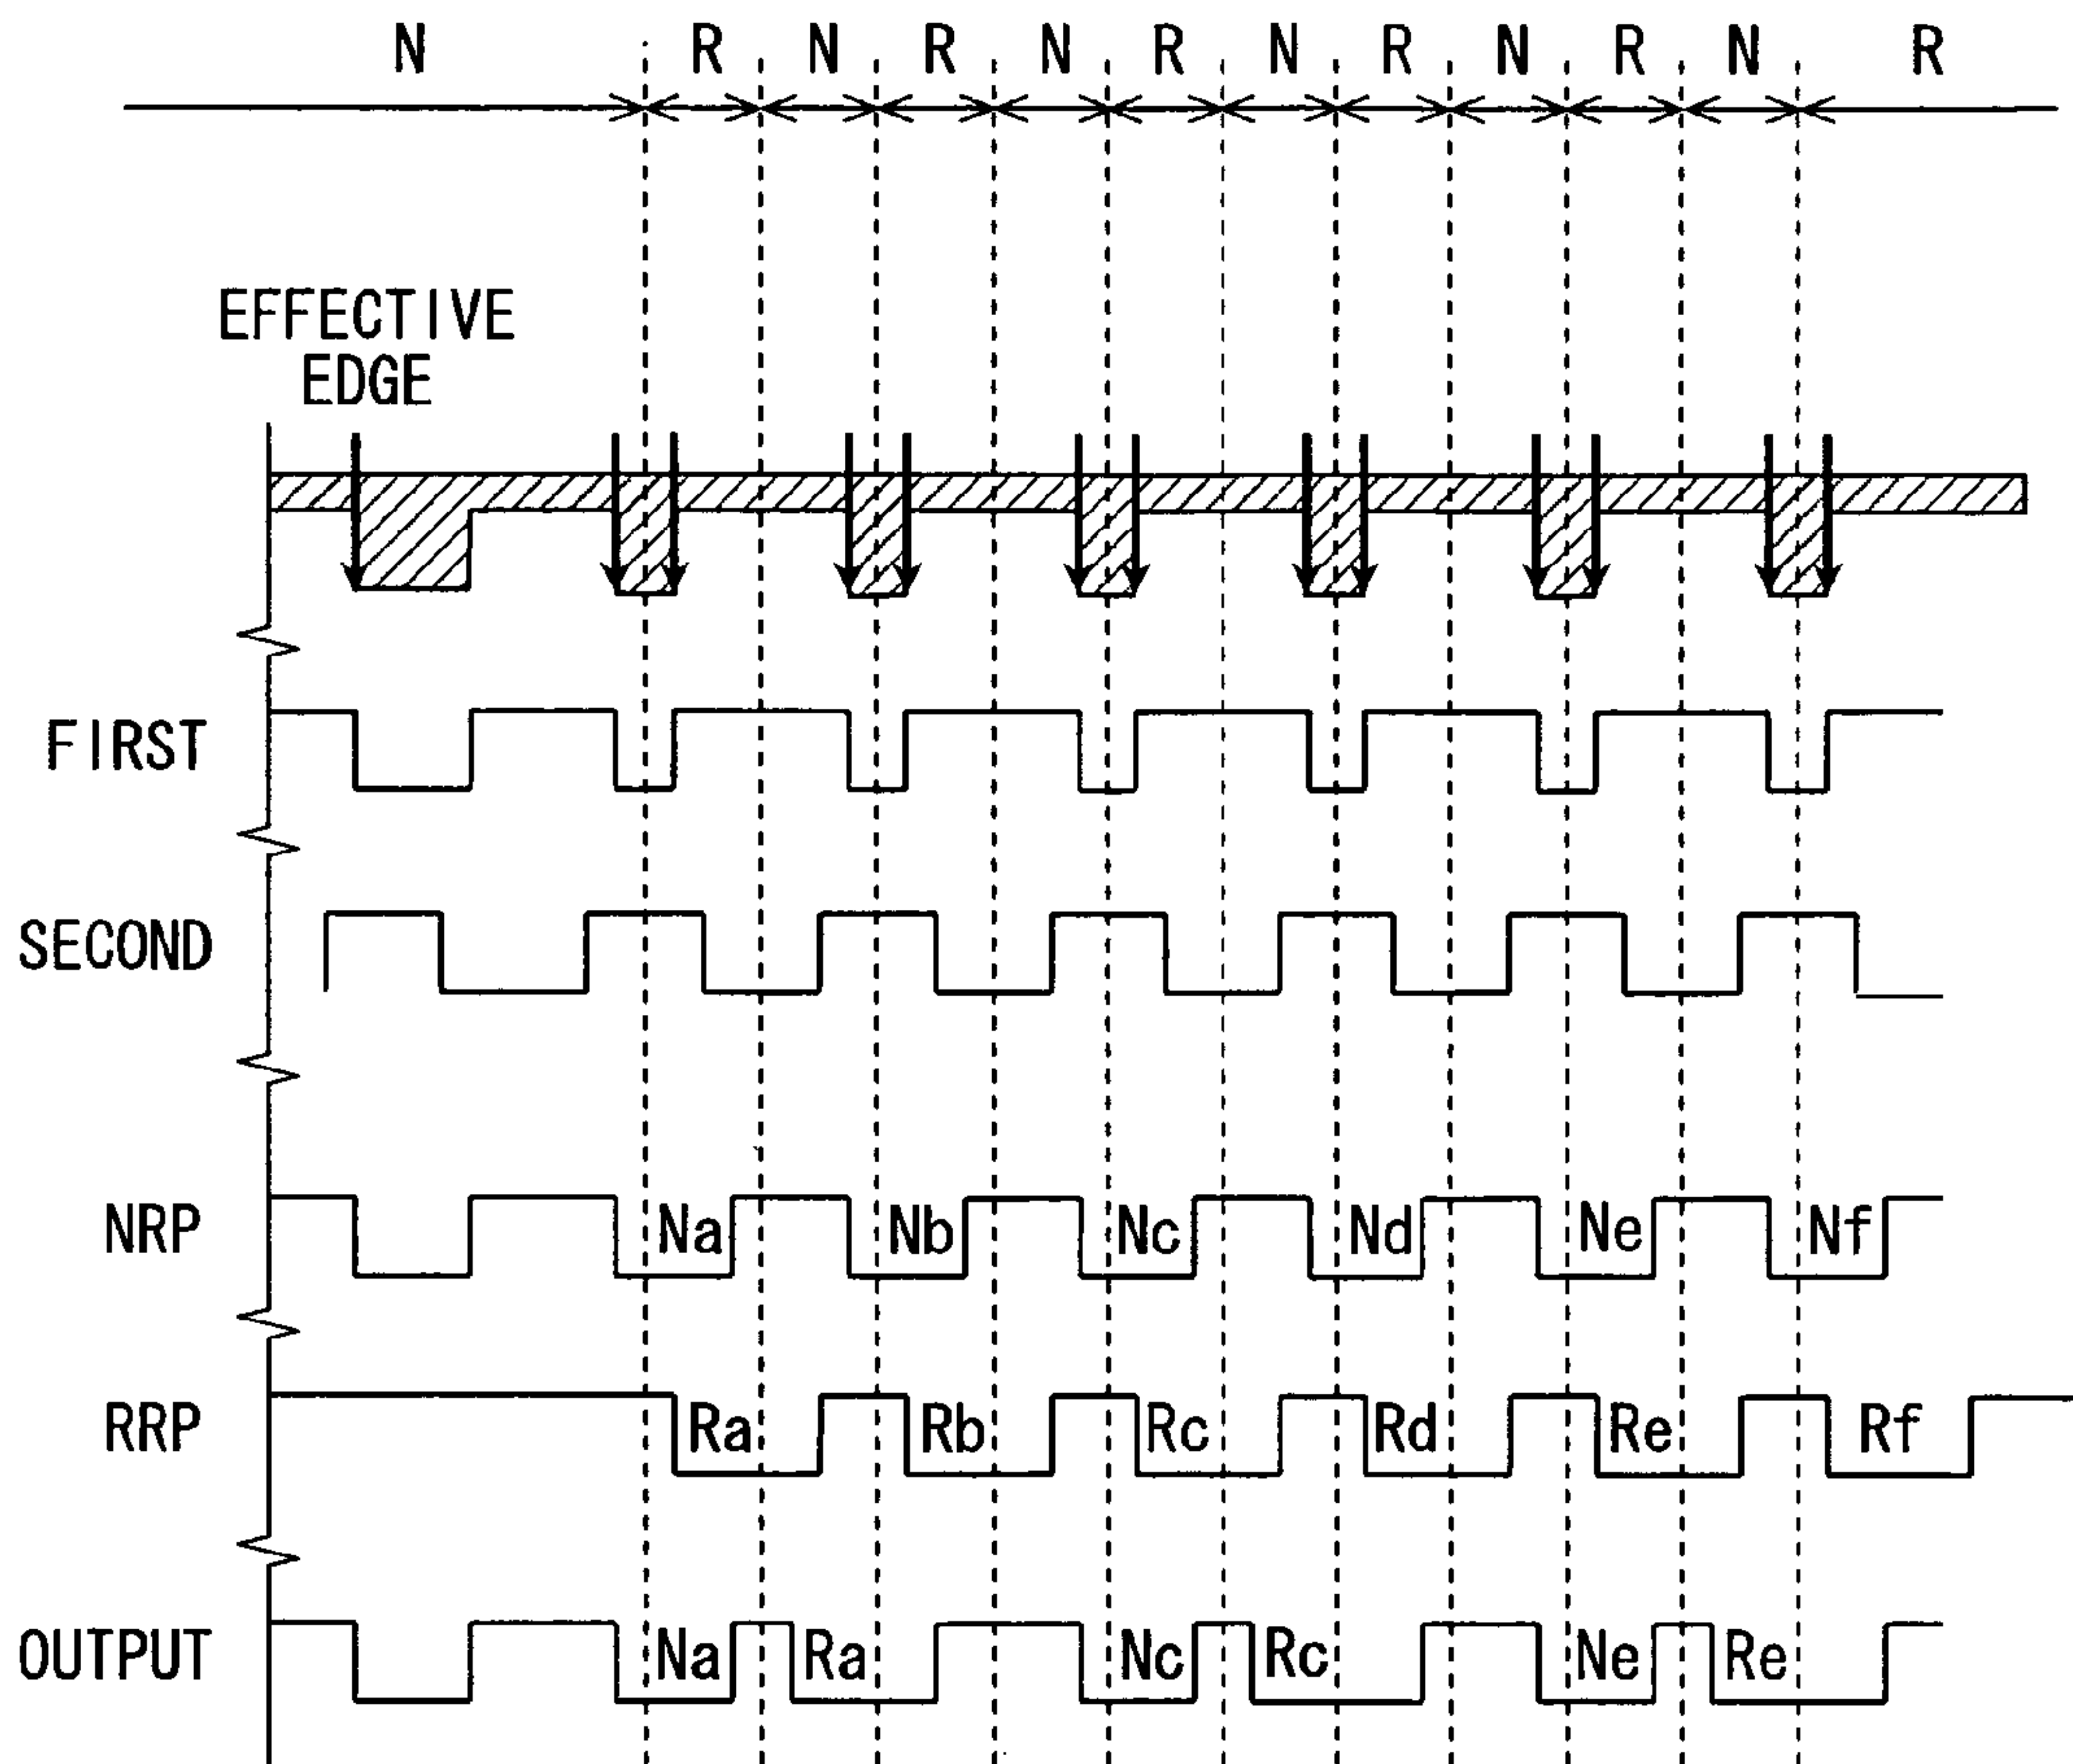 N R N R N R N R N R N R
EFFECTIVE
EDGE
FIRST
SECOND
NRP Na Nb Nc Nd Ne Nf
RRP Ra Rb Rc Rd Re Rf
OUTPUT Na Ra Nc Rc Ne Re